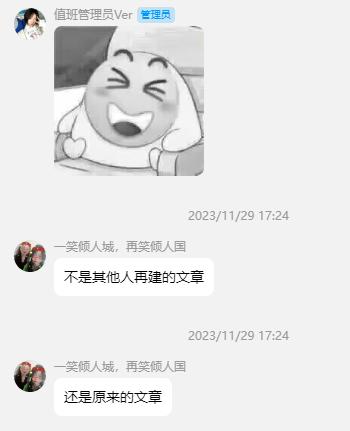 值班管理员Ver 管理员
2023/11/29 17:24
一笑倾人城，再笑倾人国
不是其他人再建的文章
2023/11/29 17:24
一笑倾人城，再笑倾人国
还是原来的文章